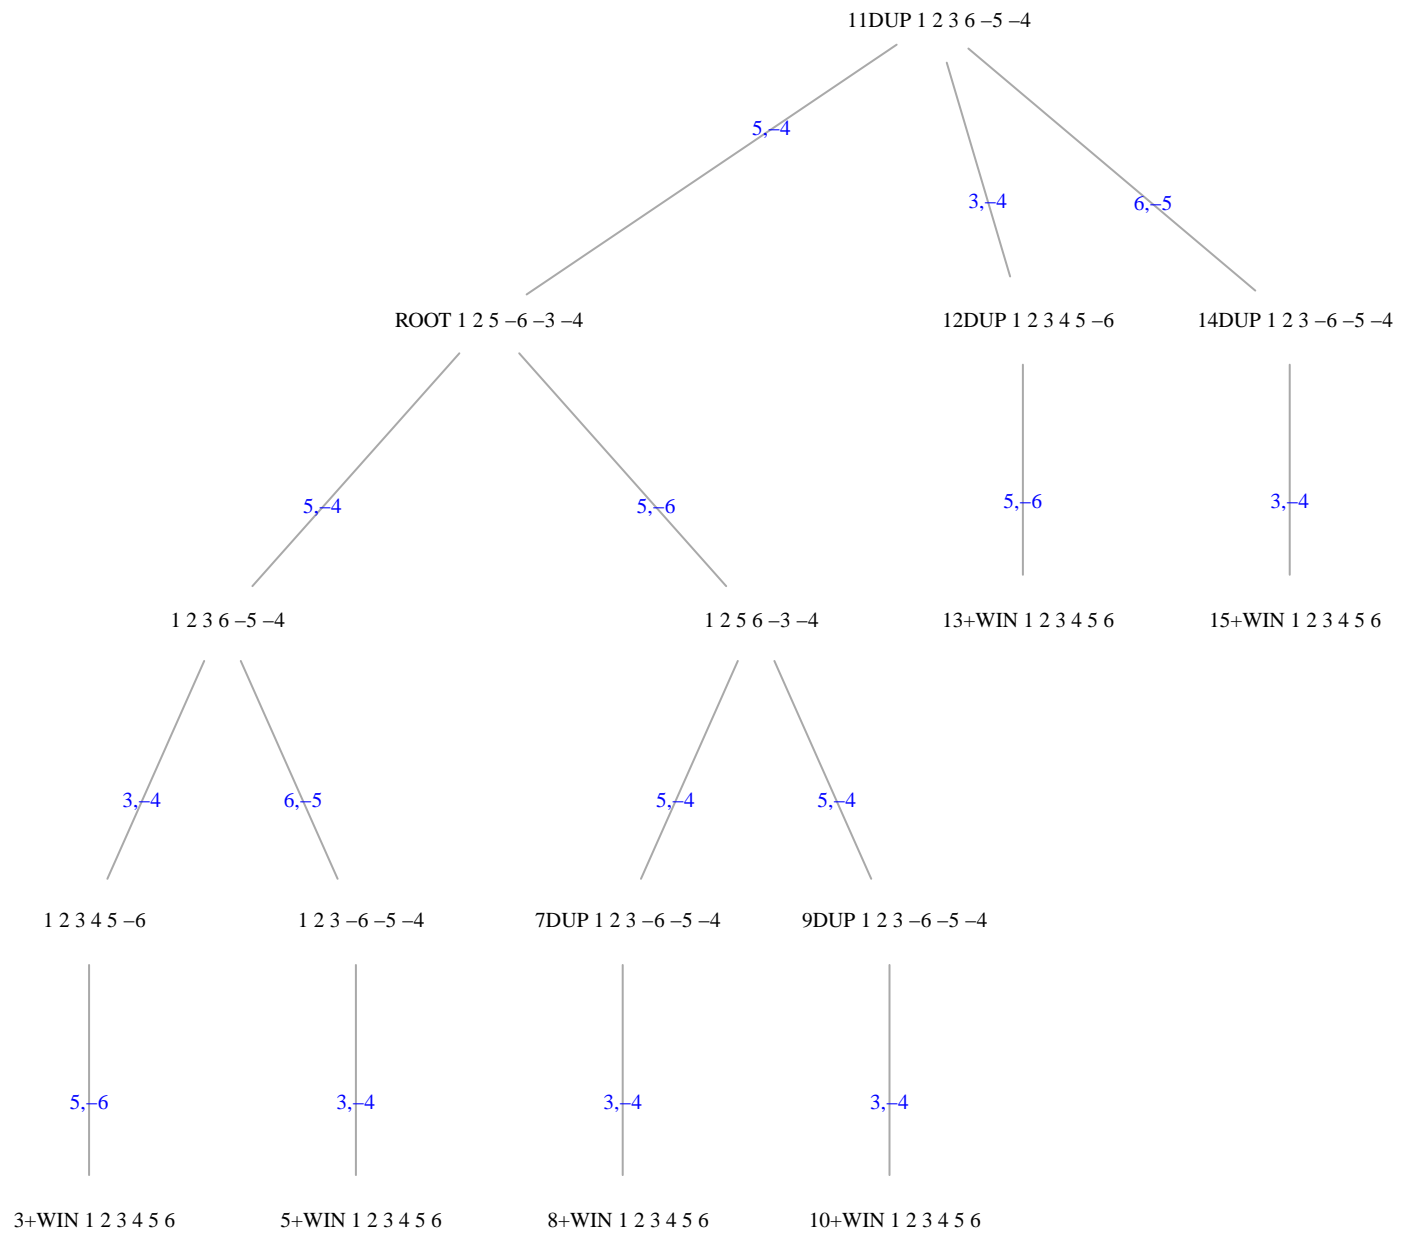 11DUP 1 2 3 6 –5 –4
5,–4
3,–4
6,–5
ROOT 1 2 5 –6 –3 –4
12DUP 1 2 3 4 5 –6
14DUP 1 2 3 –6 –5 –4
5,–4
5,–6
5,–6
3,–4
1 2 3 6 –5 –4
1 2 5 6 –3 –4
13+WIN 1 2 3 4 5 6
15+WIN 1 2 3 4 5 6
3,–4
6,–5
5,–4
5,–4
1 2 3 4 5 –6
1 2 3 –6 –5 –4
7DUP 1 2 3 –6 –5 –4
9DUP 1 2 3 –6 –5 –4
5,–6
3,–4
3,–4
3,–4
3+WIN 1 2 3 4 5 6
5+WIN 1 2 3 4 5 6
8+WIN 1 2 3 4 5 6
10+WIN 1 2 3 4 5 6